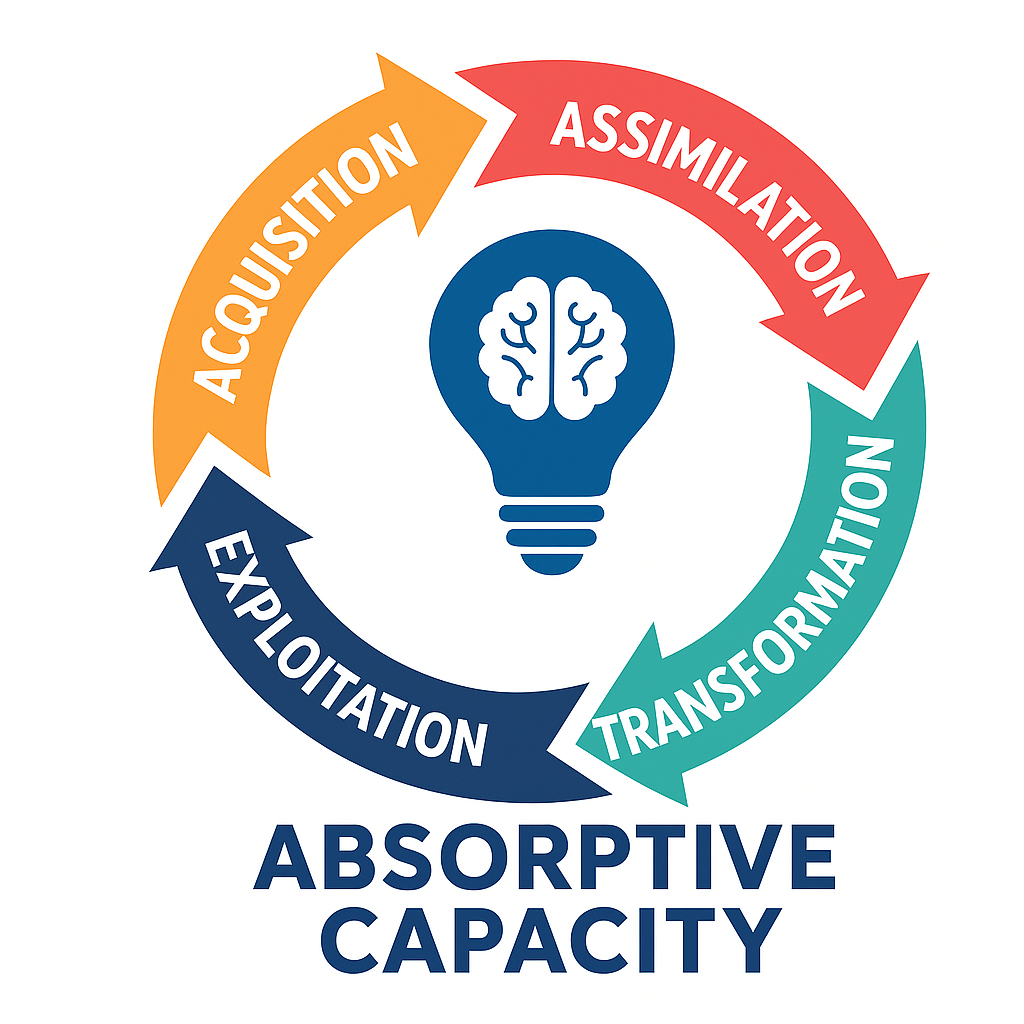 ACQUISITION
ASSIMILATION
TRANSFORMATION
EXPLOITATION
ABSORPTIVE
CAPACITY